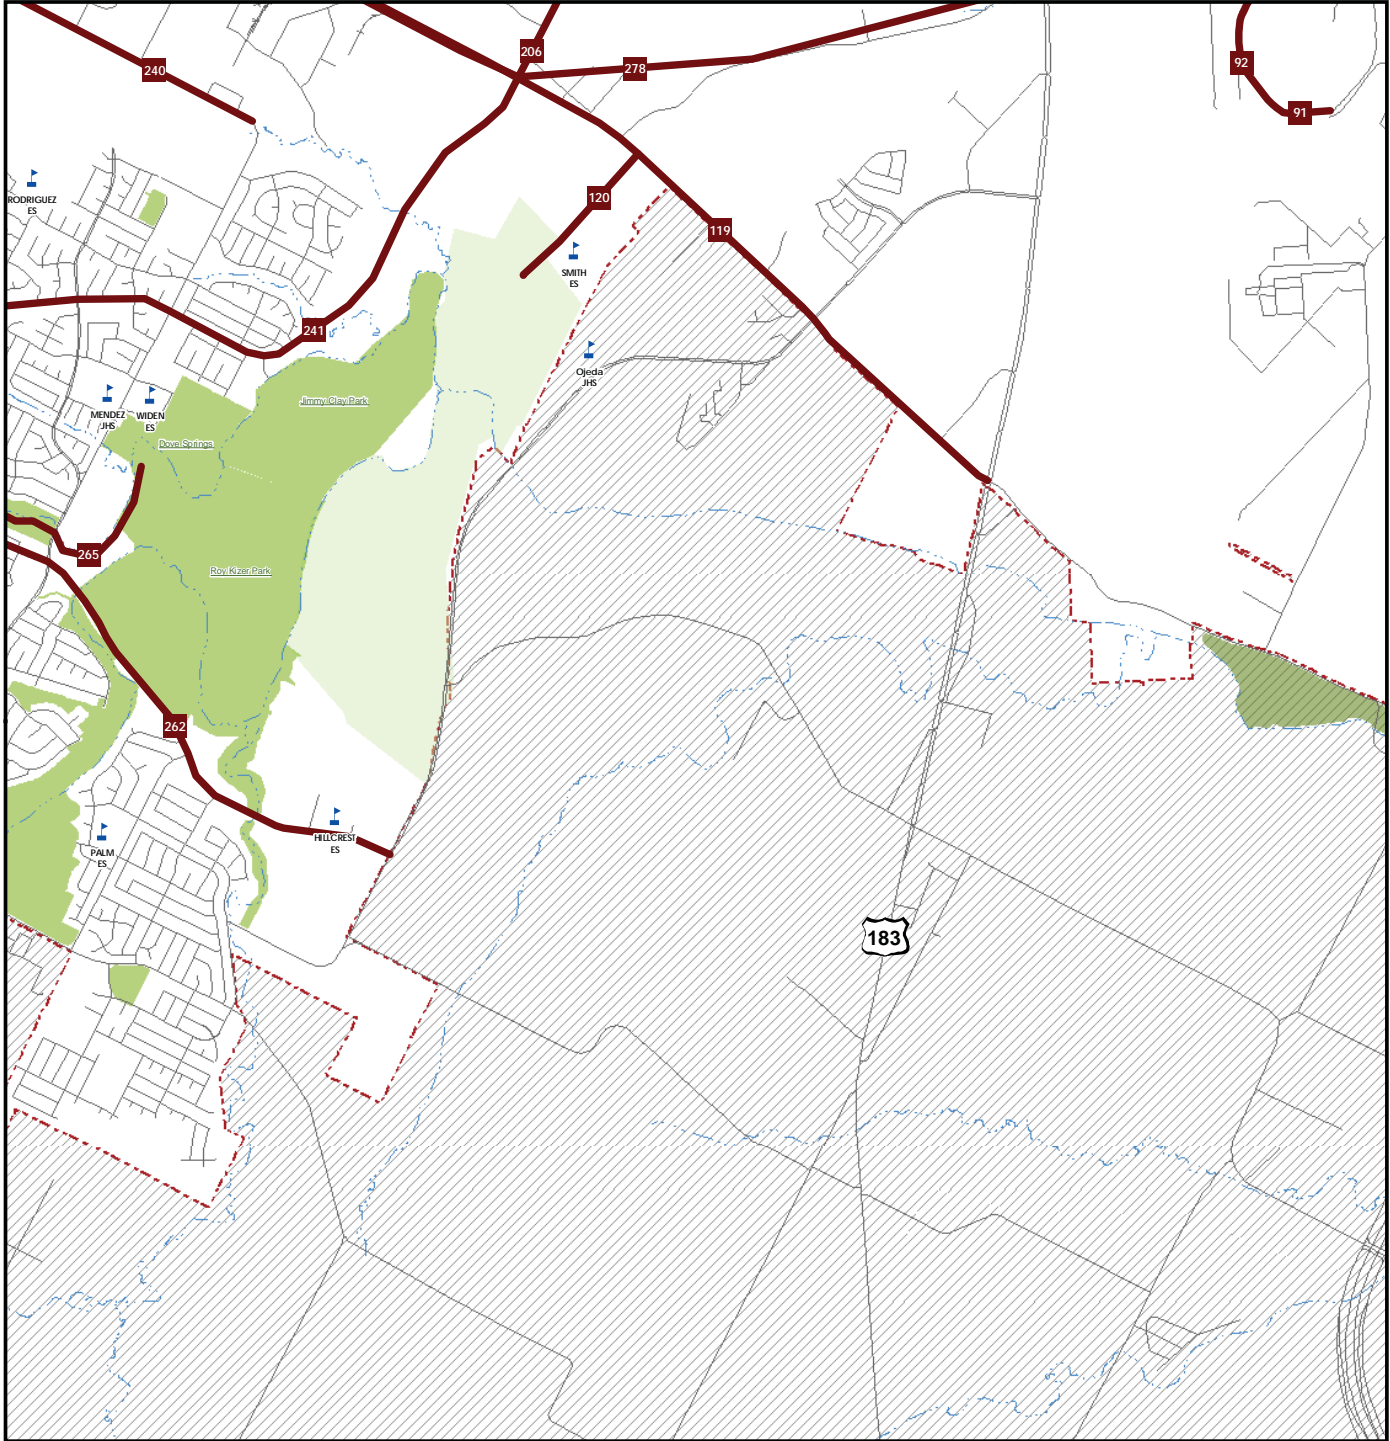 206
92
278
240
91
RODRIGUEZ
ES
120
119
SMITH
ES
241
Ojeda
JHS
Jimmy Clay Park
MENDEZ
JHS
WIDEN
ES
Dove Springs
265
Roy Kizer Park
262
HILLCREST
ES
PALM
ES
183